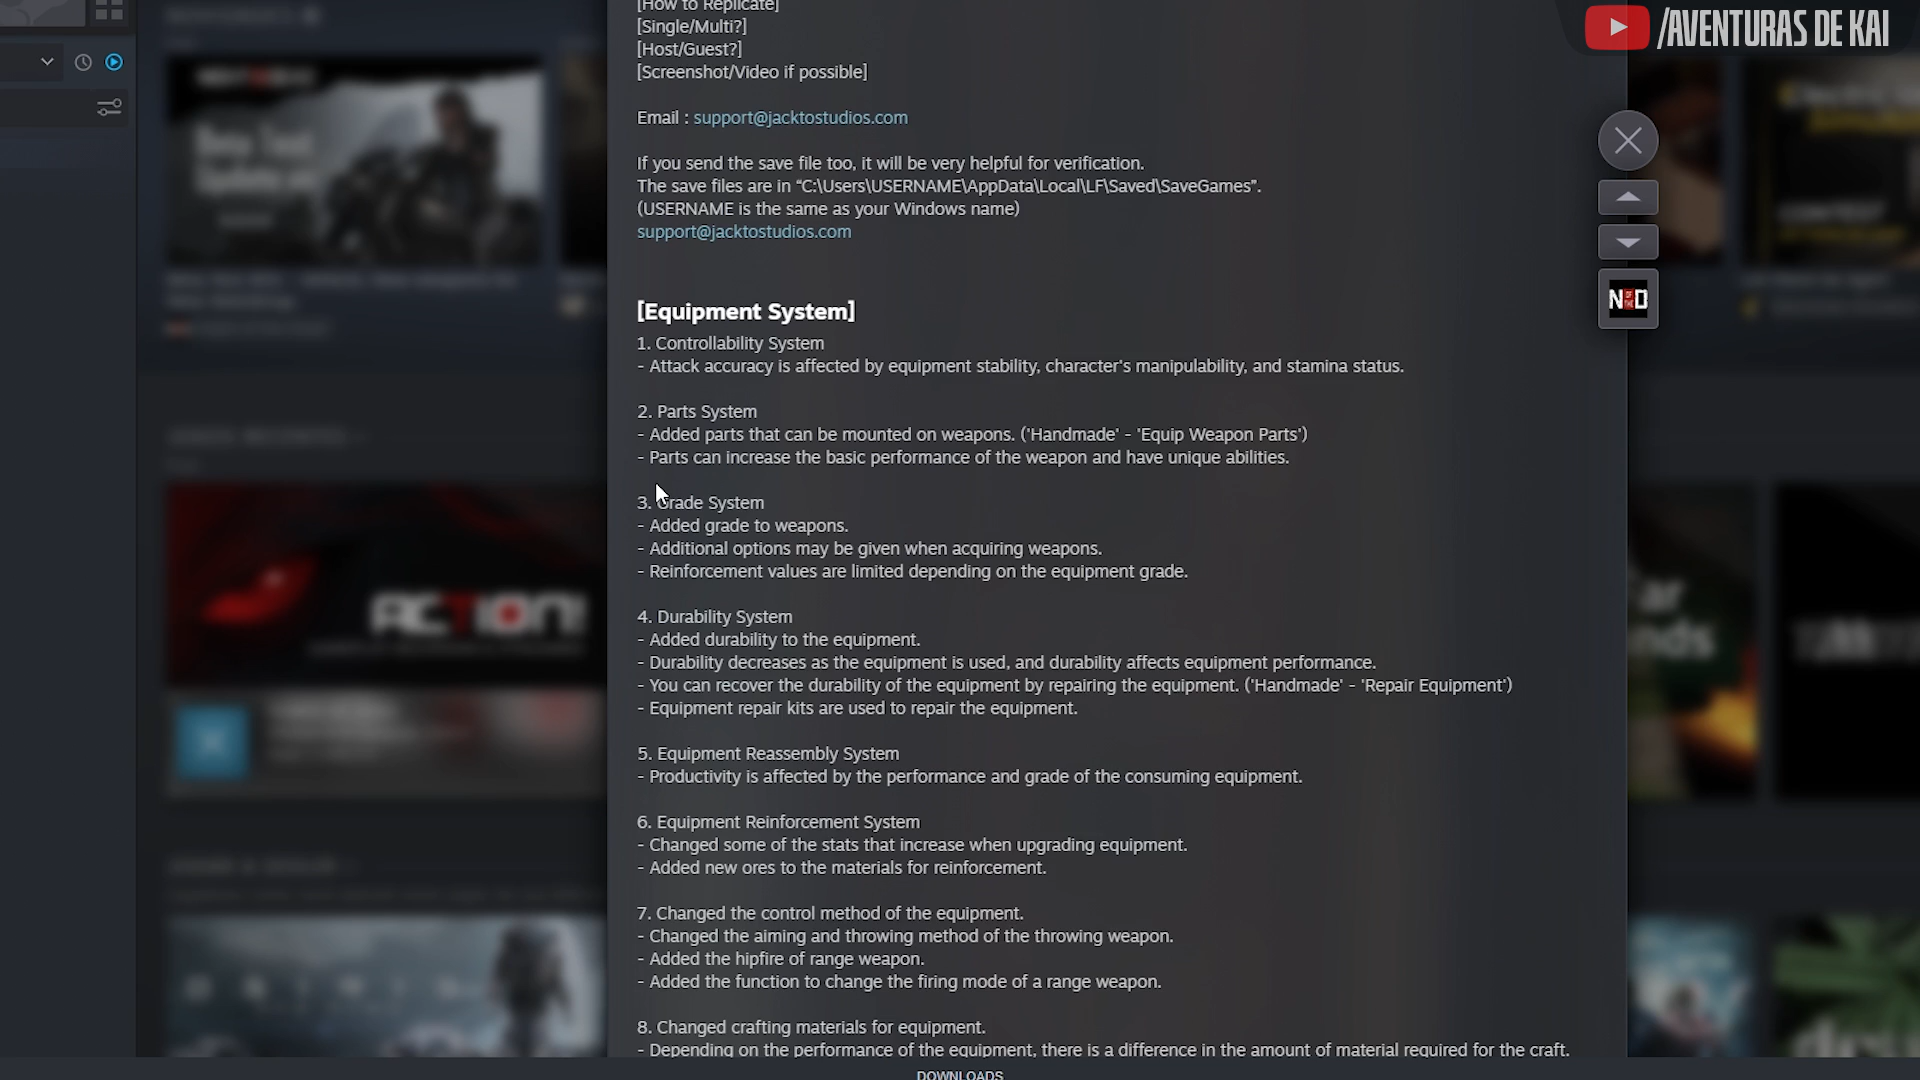 /AVENTURAS DE KAI
[How to Replicate]
[Single/Multi?]
[Host/Guest?]
[Screenshot/Video if possible]
Email : support@jacktostudios.com
If you send the save file too, it will be very helpful for verification.
The save files are in “C:\Users\USERNAME\AppData\Local\LF\Saved\SaveGames”.
(USERNAME is the same as your Windows name)
support@jacktostudios.com
[Equipment System]
1. Controllability System
- Attack accuracy is affected by equipment stability, character's manipulability, and stamina status.
2. Parts System
- Added parts that can be mounted on weapons. ('Handmade' - 'Equip Weapon Parts')
- Parts can increase the basic performance of the weapon and have unique abilities.
3. Grade System
- Added grade to weapons.
- Additional options may be given when acquiring weapons.
- Reinforcement values are limited depending on the equipment grade.
4. Durability System
- Added durability to the equipment.
- Durability decreases as the equipment is used, and durability affects equipment performance.
- You can recover the durability of the equipment by repairing the equipment. ('Handmade' - 'Repair Equipment')
- Equipment repair kits are used to repair the equipment.
5. Equipment Reassembly System
- Productivity is affected by the performance and grade of the consuming equipment.
6. Equipment Reinforcement System
- Changed some of the stats that increase when upgrading equipment.
- Added new ores to the materials for reinforcement.
7. Changed the control method of the equipment.
- Changed the aiming and throwing method of the throwing weapon.
- Added the hipfire of range weapon.
- Added the function to change the firing mode of a range weapon.
8. Changed crafting materials for equipment.
- Depending on the performance of the equipment, there is a difference in the amount of material required for the craft.
N OF THE D
Beta Test
Update
ACTION!
DOWNLOADS